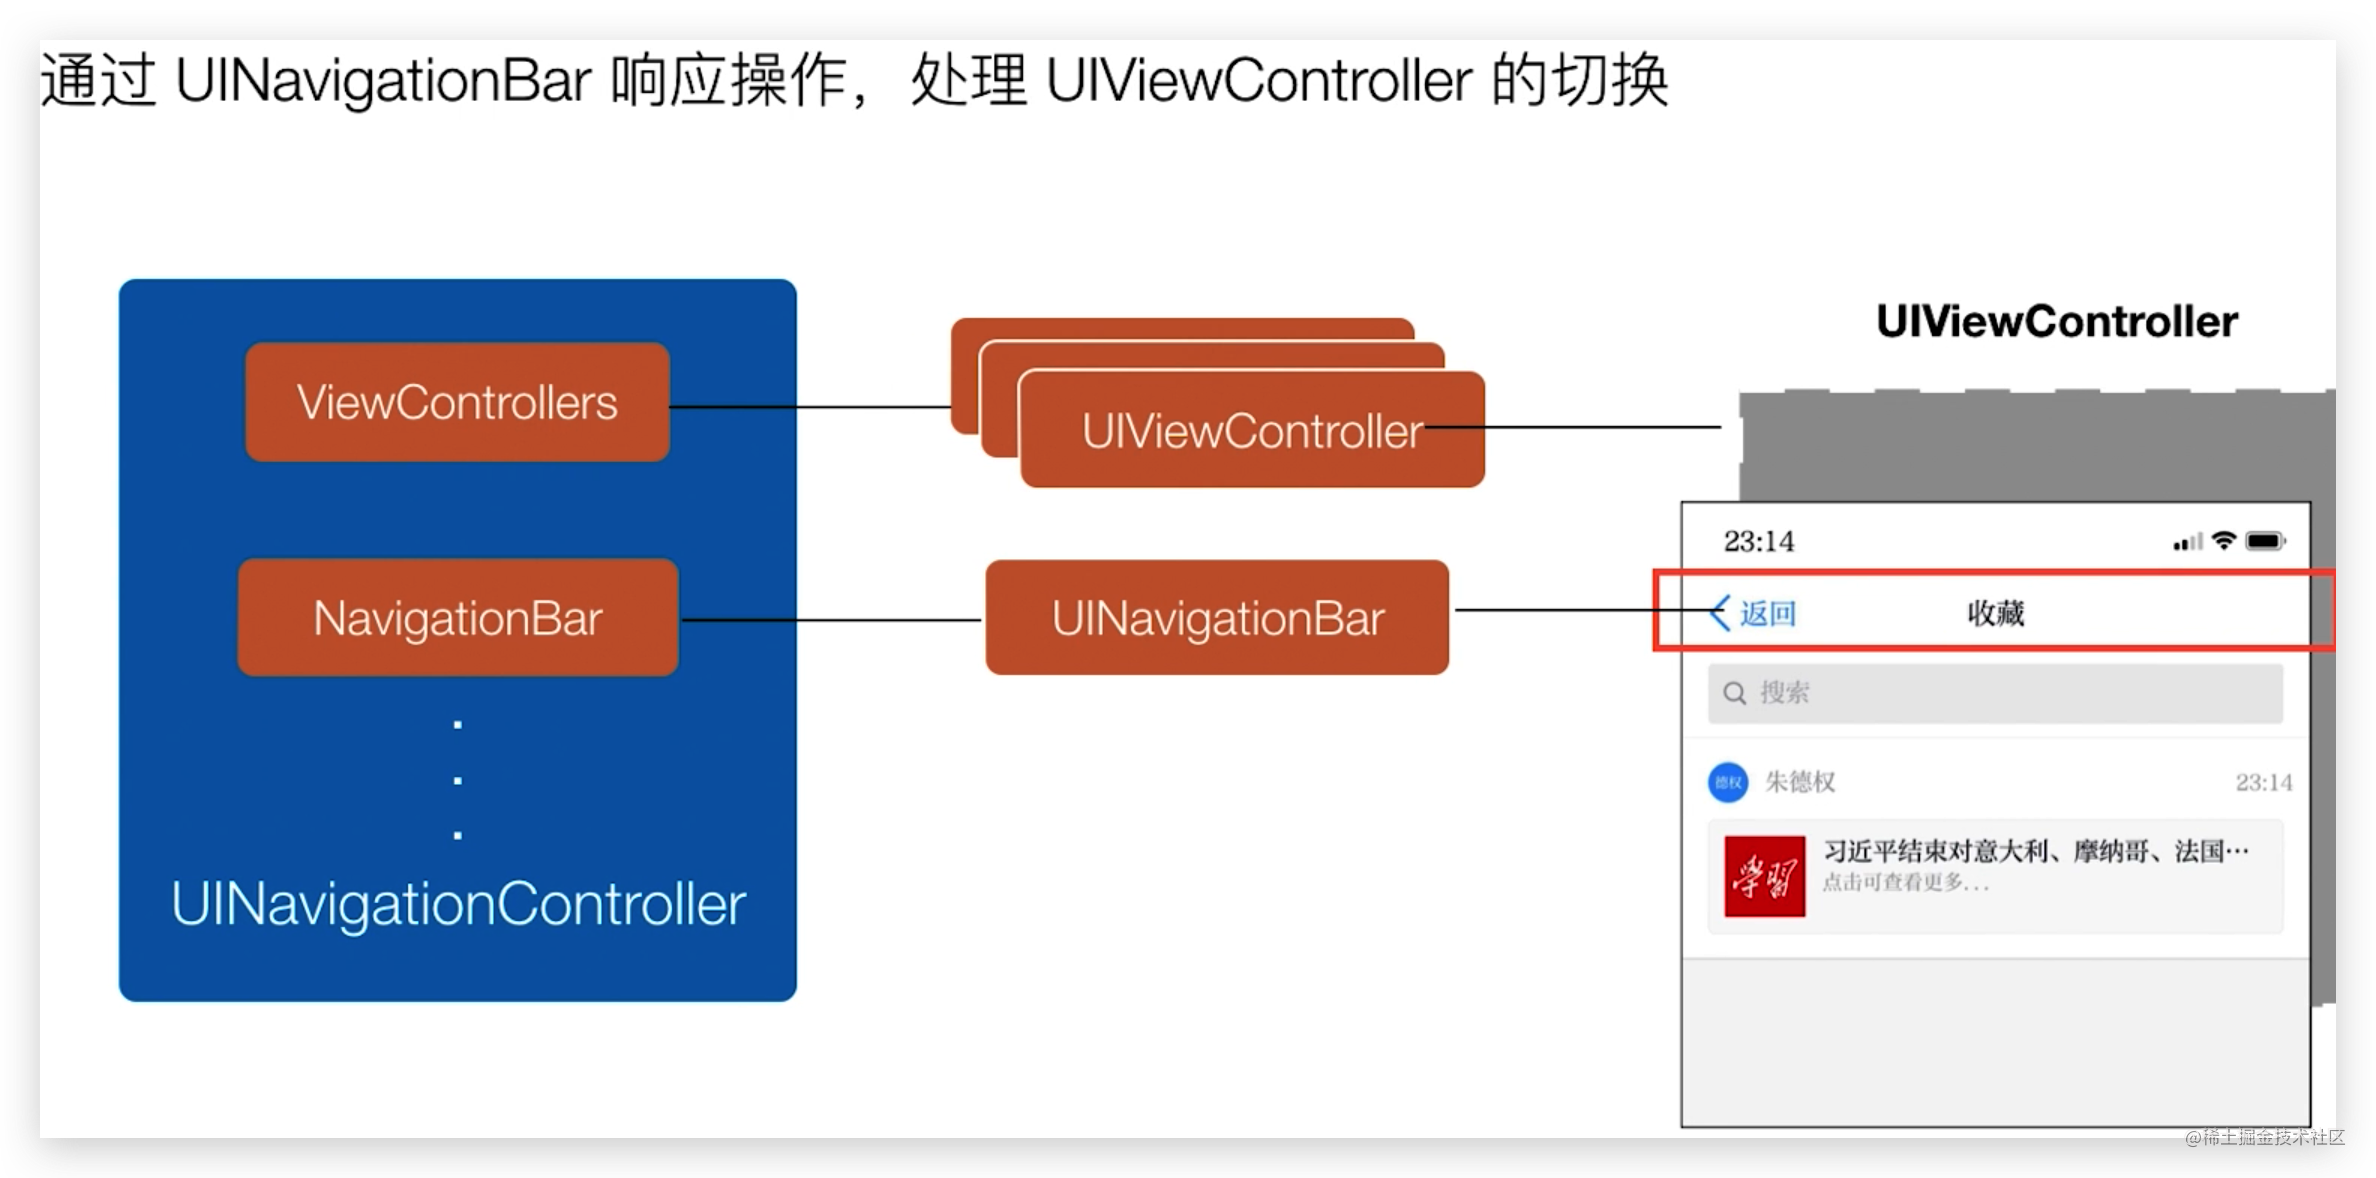 通过 UINavigationBar 响应操作，处理 UIViewController 的切换
ViewControllers
UIViewController
UIViewController
NavigationBar
UINavigationBar
UINavigationController
23:14
返回
收藏
搜索
德权
朱德权
23:14
学習
习近平结束对意大利、摩纳哥、法国…
点击可查看更多...
@稀土掘金技术社区